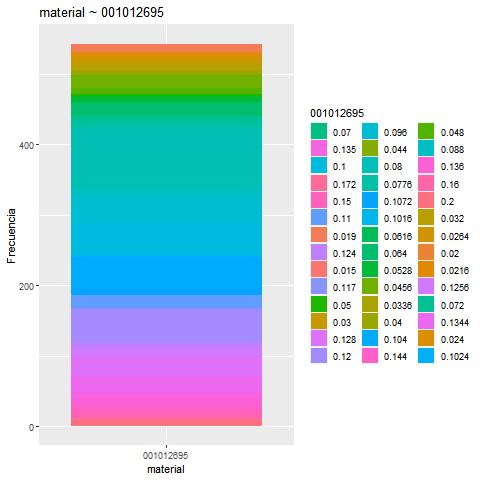 material ~ 001012695
001012695
0.07 0.096 0.048
0.135 0.044 0.088
0.1 0.08 0.136
0.172 0.0776 0.16
0.15 0.1072 0.2
0.11 0.1016 0.032
0.019 0.0616 0.0264
0.124 0.064 0.02
0.015 0.0528 0.0216
0.117 0.0456 0.1256
0.05 0.0336 0.072
0.03 0.04 0.1344
0.128 0.104 0.024
0.12 0.144 0.1024
Frecuencia
400
200
0
001012695
material